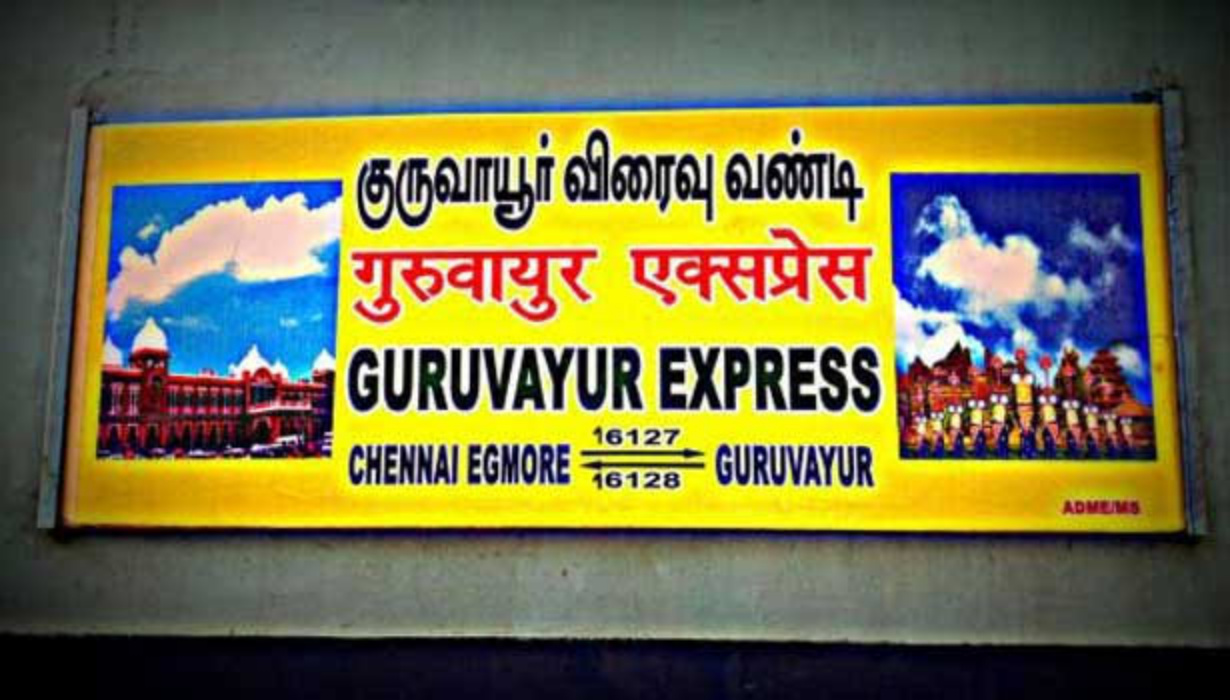 குருவாயூர் விரைவு வண்டி
गुरुवायुर एक्सप्रेस
GURUVAYUR EXPRESS
16127
CHENNAI EGMORE GURUVAYUR
16128
ADME/MS